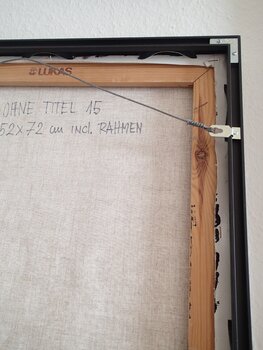 LUKAS
OHNE TITEL 15
52x72 cm incl. RAHMEN